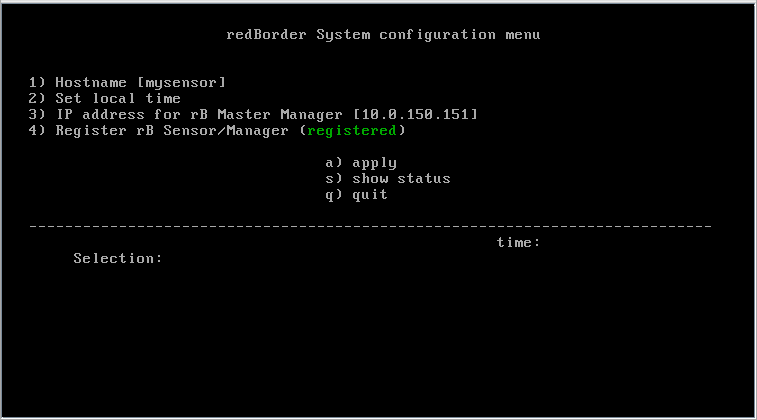 redBorder System configuration menu
1) Hostname [mysensor]
2) Set local time
3) IP address for rB Master Manager [10.0.150.151]
4) Register rB Sensor/Manager (registered)
a) apply
s) show status
q) quit
----------------------------------------------------------------------------
time:
Selection: